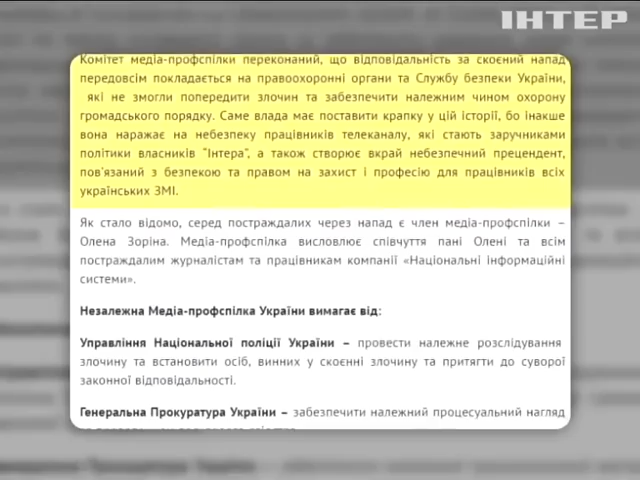 ІНТЕР
Комітет медіа-профспілки переконаний, що відповідальність за скоєний напад
передовсім покладається на правоохоронні органи та Службу безпеки України,
які не змогли попередити злочин та забезпечити належним чином охорону
громадського порядку. Саме влада має поставити крапку у цій історії, бо інакше
вона наражає на небезпеку працівників телеканалу, які стають заручниками
політики власників "Інтера", а також створює вкрай небезпечний прецендент,
пов'язаний з безпекою та правом на захист і професію для працівників всіх
українських ЗМІ.
Як стало відомо, серед постраждалих через напад є член медіа-профспілки –
Олена Зоріна. Медіа-профспілка висловлює співчуття пані Олені та всім
постраждалим журналістам та працівникам компанії «Національні інформаційні
системи».
Незалежна Медіа-профспілка України вимагає від:
Управління Національної поліції України – провести належне розслідування
злочину та встановити осіб, винних у скоєнні злочину та притягти до суворої
законної відповідальності.
Генеральна Прокуратура України – забезпечити належний процесуальний нагляд